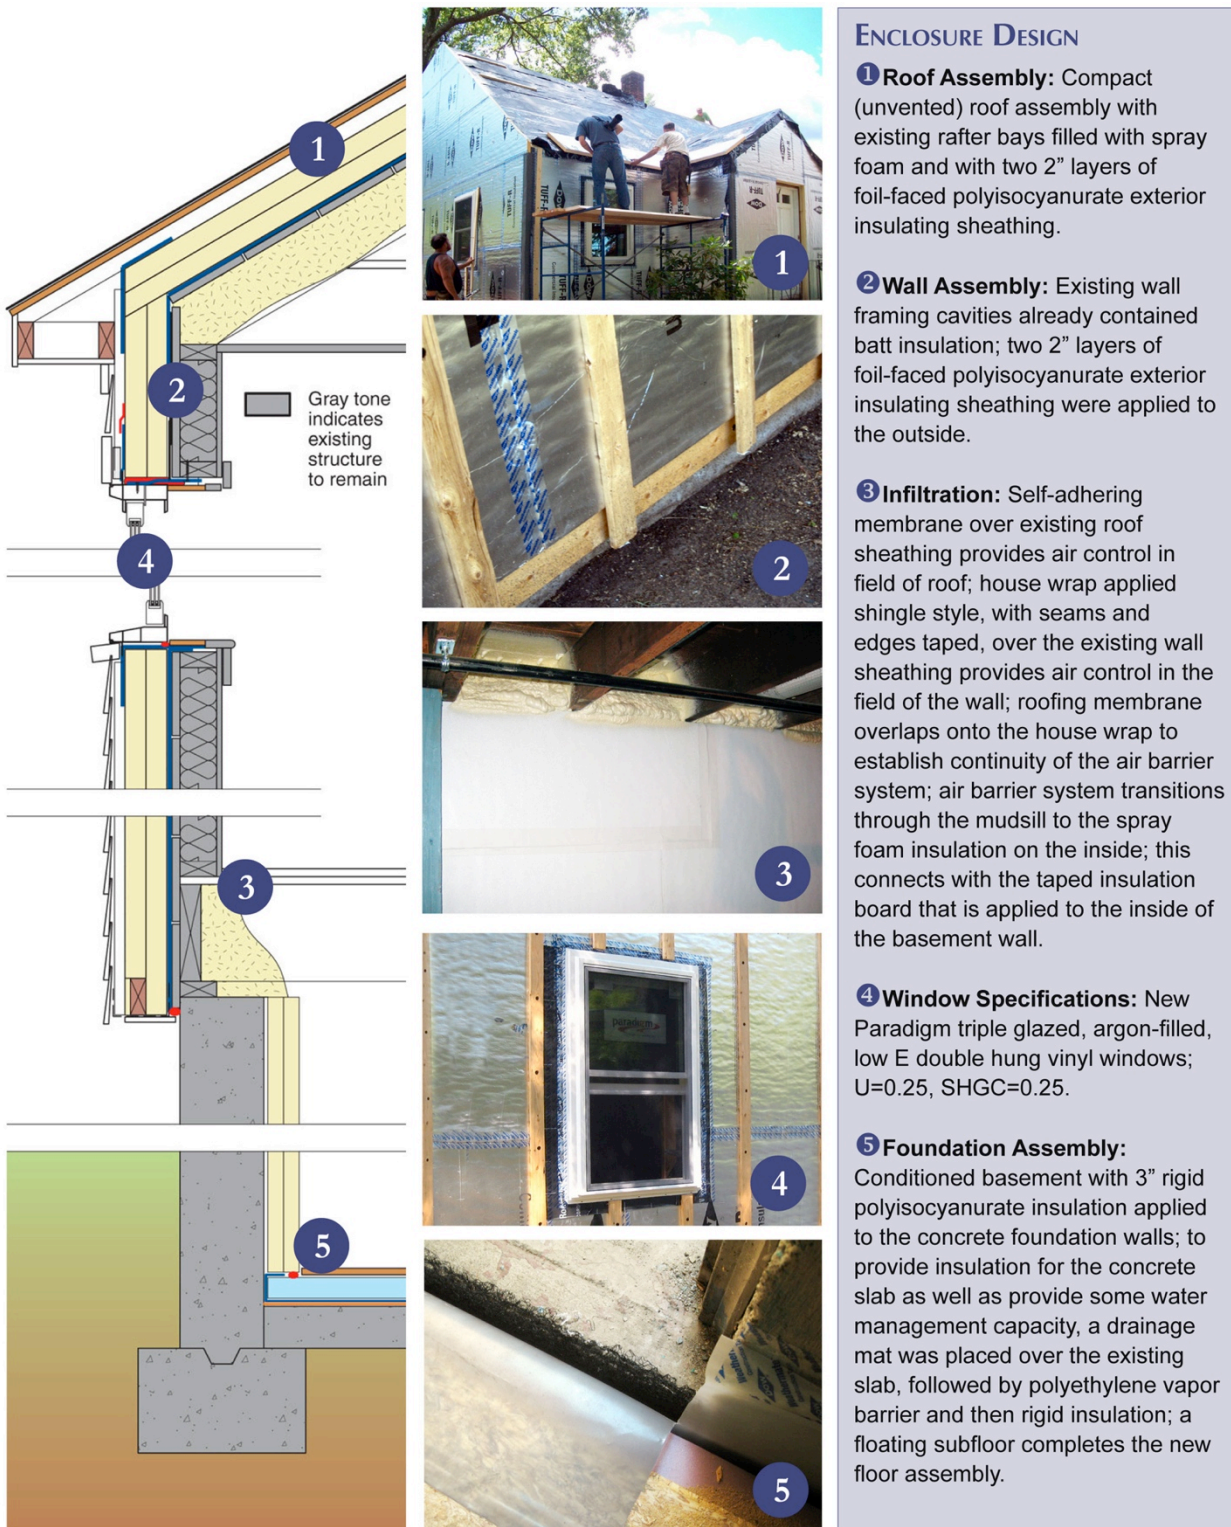 1
2
Gray tone
indicates
existing
structure
to remain
4
3
5
1
TUFF-R
DOW
2
3
paradigm
4
5
ENCLOSURE DESIGN
1 Roof Assembly: Compact
(unvented) roof assembly with
existing rafter bays filled with spray
foam and with two 2” layers of
foil-faced polyisocyanurate exterior
insulating sheathing.
2 Wall Assembly: Existing wall
framing cavities already contained
batt insulation; two 2” layers of
foil-faced polyisocyanurate exterior
insulating sheathing were applied to
the outside.
3 Infiltration: Self-adhering
membrane over existing roof
sheathing provides air control in
field of roof; house wrap applied
shingle style, with seams and
edges taped, over the existing wall
sheathing provides air control in the
field of the wall; roofing membrane
overlaps onto the house wrap to
establish continuity of the air barrier
system; air barrier system transitions
through the mudsill to the spray
foam insulation on the inside; this
connects with the taped insulation
board that is applied to the inside of
the basement wall.
4 Window Specifications: New
Paradigm triple glazed, argon-filled,
low E double hung vinyl windows;
U=0.25, SHGC=0.25.
5 Foundation Assembly:
Conditioned basement with 3” rigid
polyisocyanurate insulation applied
to the concrete foundation walls; to
provide insulation for the concrete
slab as well as provide some water
management capacity, a drainage
mat was placed over the existing
slab, followed by polyethylene vapor
barrier and then rigid insulation; a
floating subfloor completes the new
floor assembly.